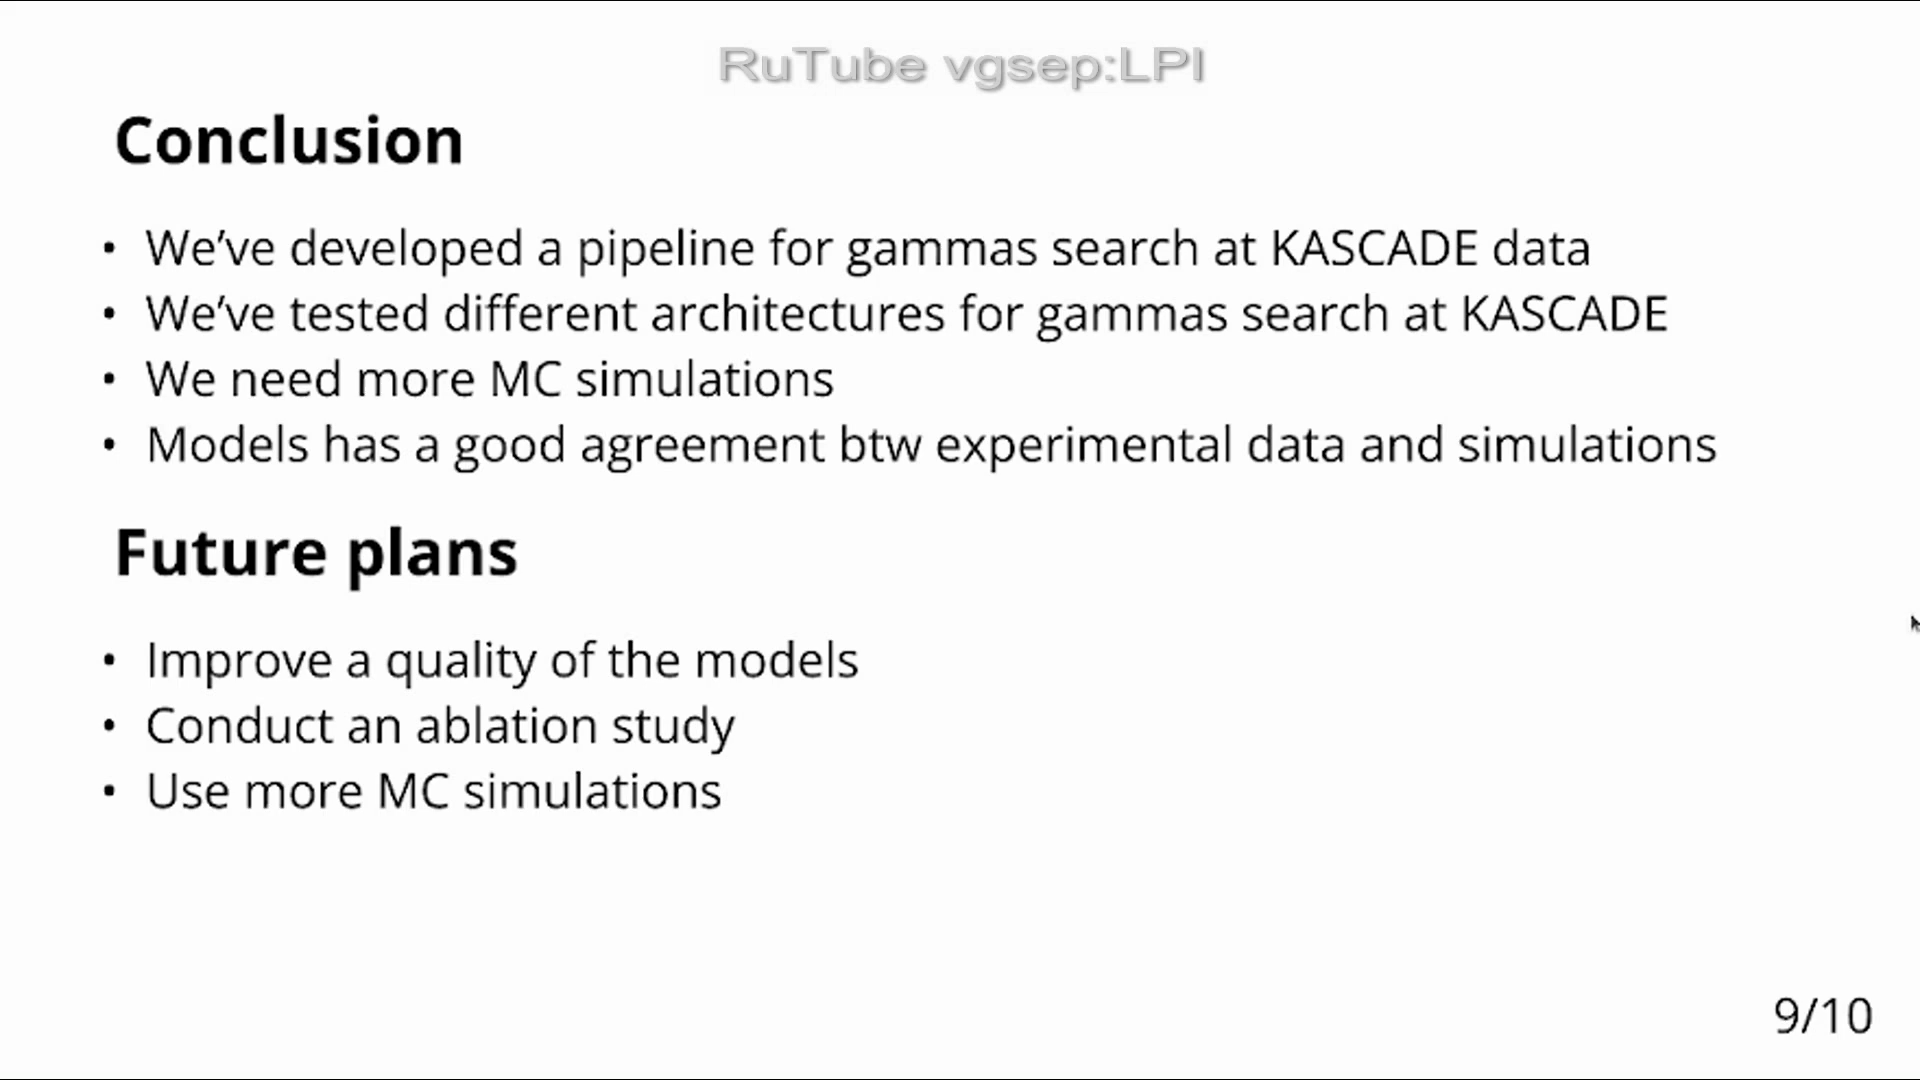 RuTube vgsep:LPI
Conclusion
• We’ve developed a pipeline for gammas search at KASCADE data
• We’ve tested different architectures for gammas search at KASCADE
• We need more MC simulations
• Models has a good agreement btw experimental data and simulations
Future plans
• Improve a quality of the models
• Conduct an ablation study
• Use more MC simulations
9/10